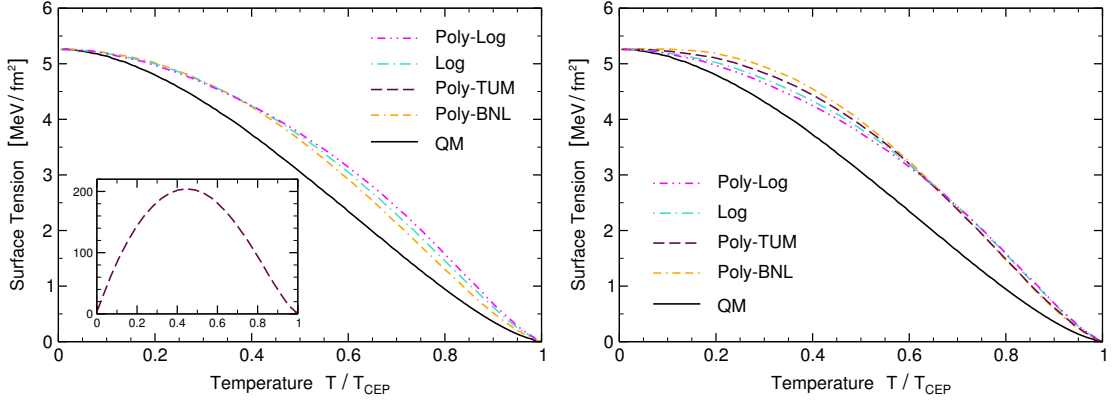 6
5
4
3
2
1
0
Surface Tension [MeV / fm²]
Poly-Log
Log
Poly-TUM
Poly-BNL
QM
200
100
0
0 0.2 0.4 0.6 0.8 1
0 0.2 0.4 0.6 0.8 1
Temperature T / T_CEP
6
5
4
3
2
1
0
Surface Tension [MeV / fm²]
Poly-Log
Log
Poly-TUM
Poly-BNL
QM
0 0.2 0.4 0.6 0.8 1
Temperature T / T_CEP